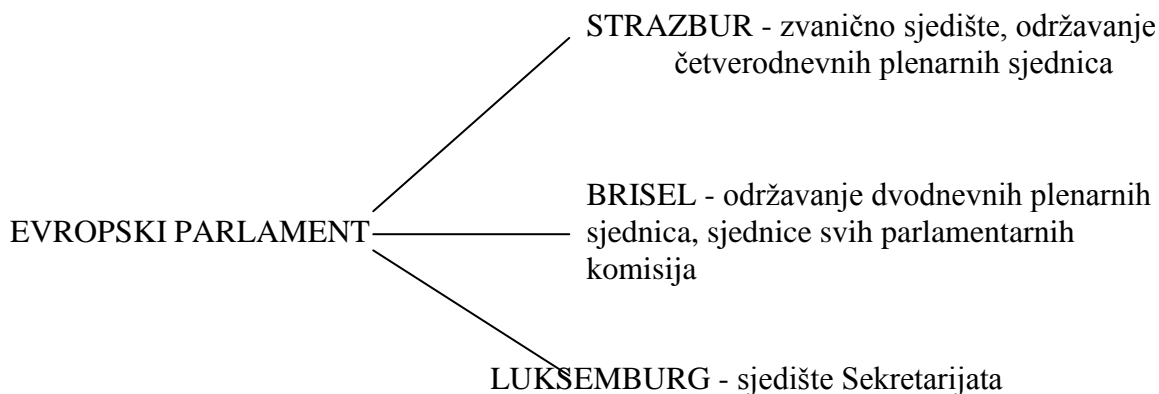 STRAZBUR - zvanično sjedište, održavanje
četverodnevnih plenarnih sjednica
BRISEL - održavanje dvodnevnih plenarnih
EVROPSKI PARLAMENT
sjednica, sjednice svih parlamentarnih
komisija
LUKSEMBURG - sjedište Sekretarijata